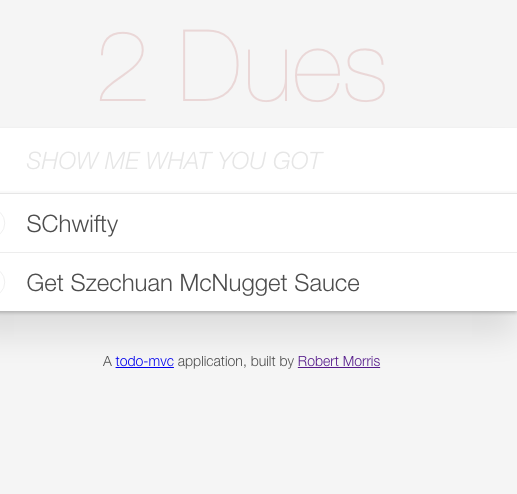 2 Dues
SHOW ME WHAT YOU GOT
SChwifty
Get Szechuan McNugget Sauce
A todo-mvc application, built by Robert Morris